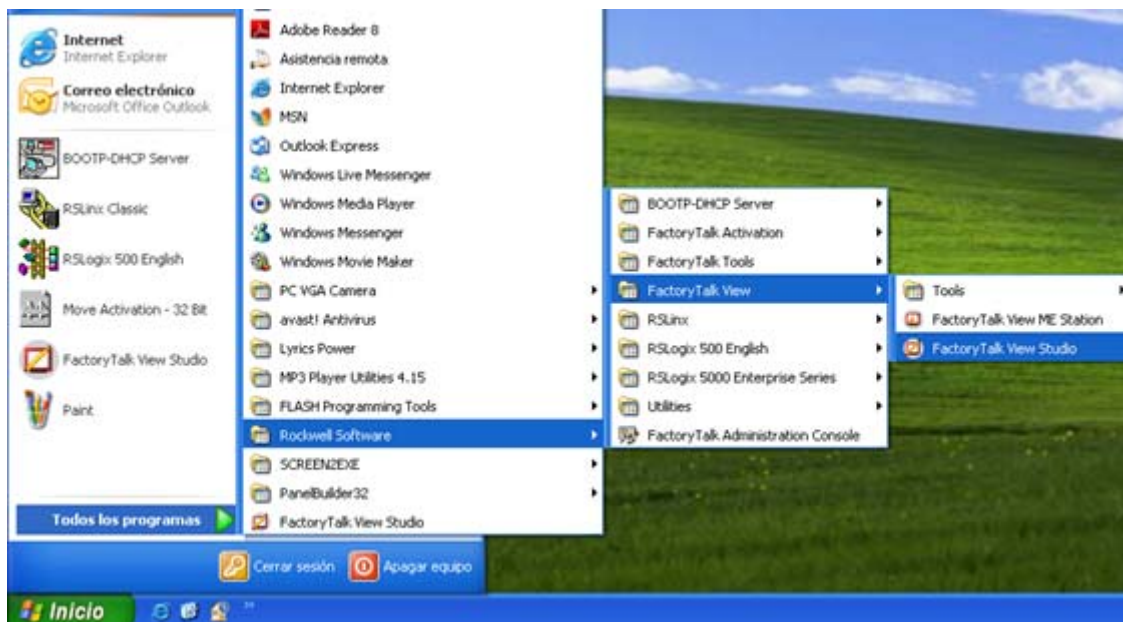 Internet
Internet Explorer
Correo electrónico
Microsoft Office Outlook
BOOTP-DHCP Server
RSLinx Classic
RSLogix 500 English
Move Activation - 32 Bit
FactoryTalk View Studio
Paint
Todos los programas
Adobe Reader 8
Asistencia remota
Internet Explorer
MSN
Outlook Express
Windows Live Messenger
Windows Media Player
Windows Messenger
Windows Movie Maker
PC VGA Camera
avast! Antivirus
Lyrics Power
MP3 Player Utilities 4.15
FLASH Programming Tools
Rockwell Software
SCREEN2EXE
PanelBuilder32
FactoryTalk View Studio
BOOTP-DHCP Server
FactoryTalk Activation
FactoryTalk Tools
FactoryTalk View
RSLinx
RSLogix 500 English
RSLogix 5000 Enterprise Series
Utilities
FactoryTalk Administration Console
Tools
FactoryTalk View ME Station
FactoryTalk View Studio
Cerrar sesión
Apagar equipo
Inicio